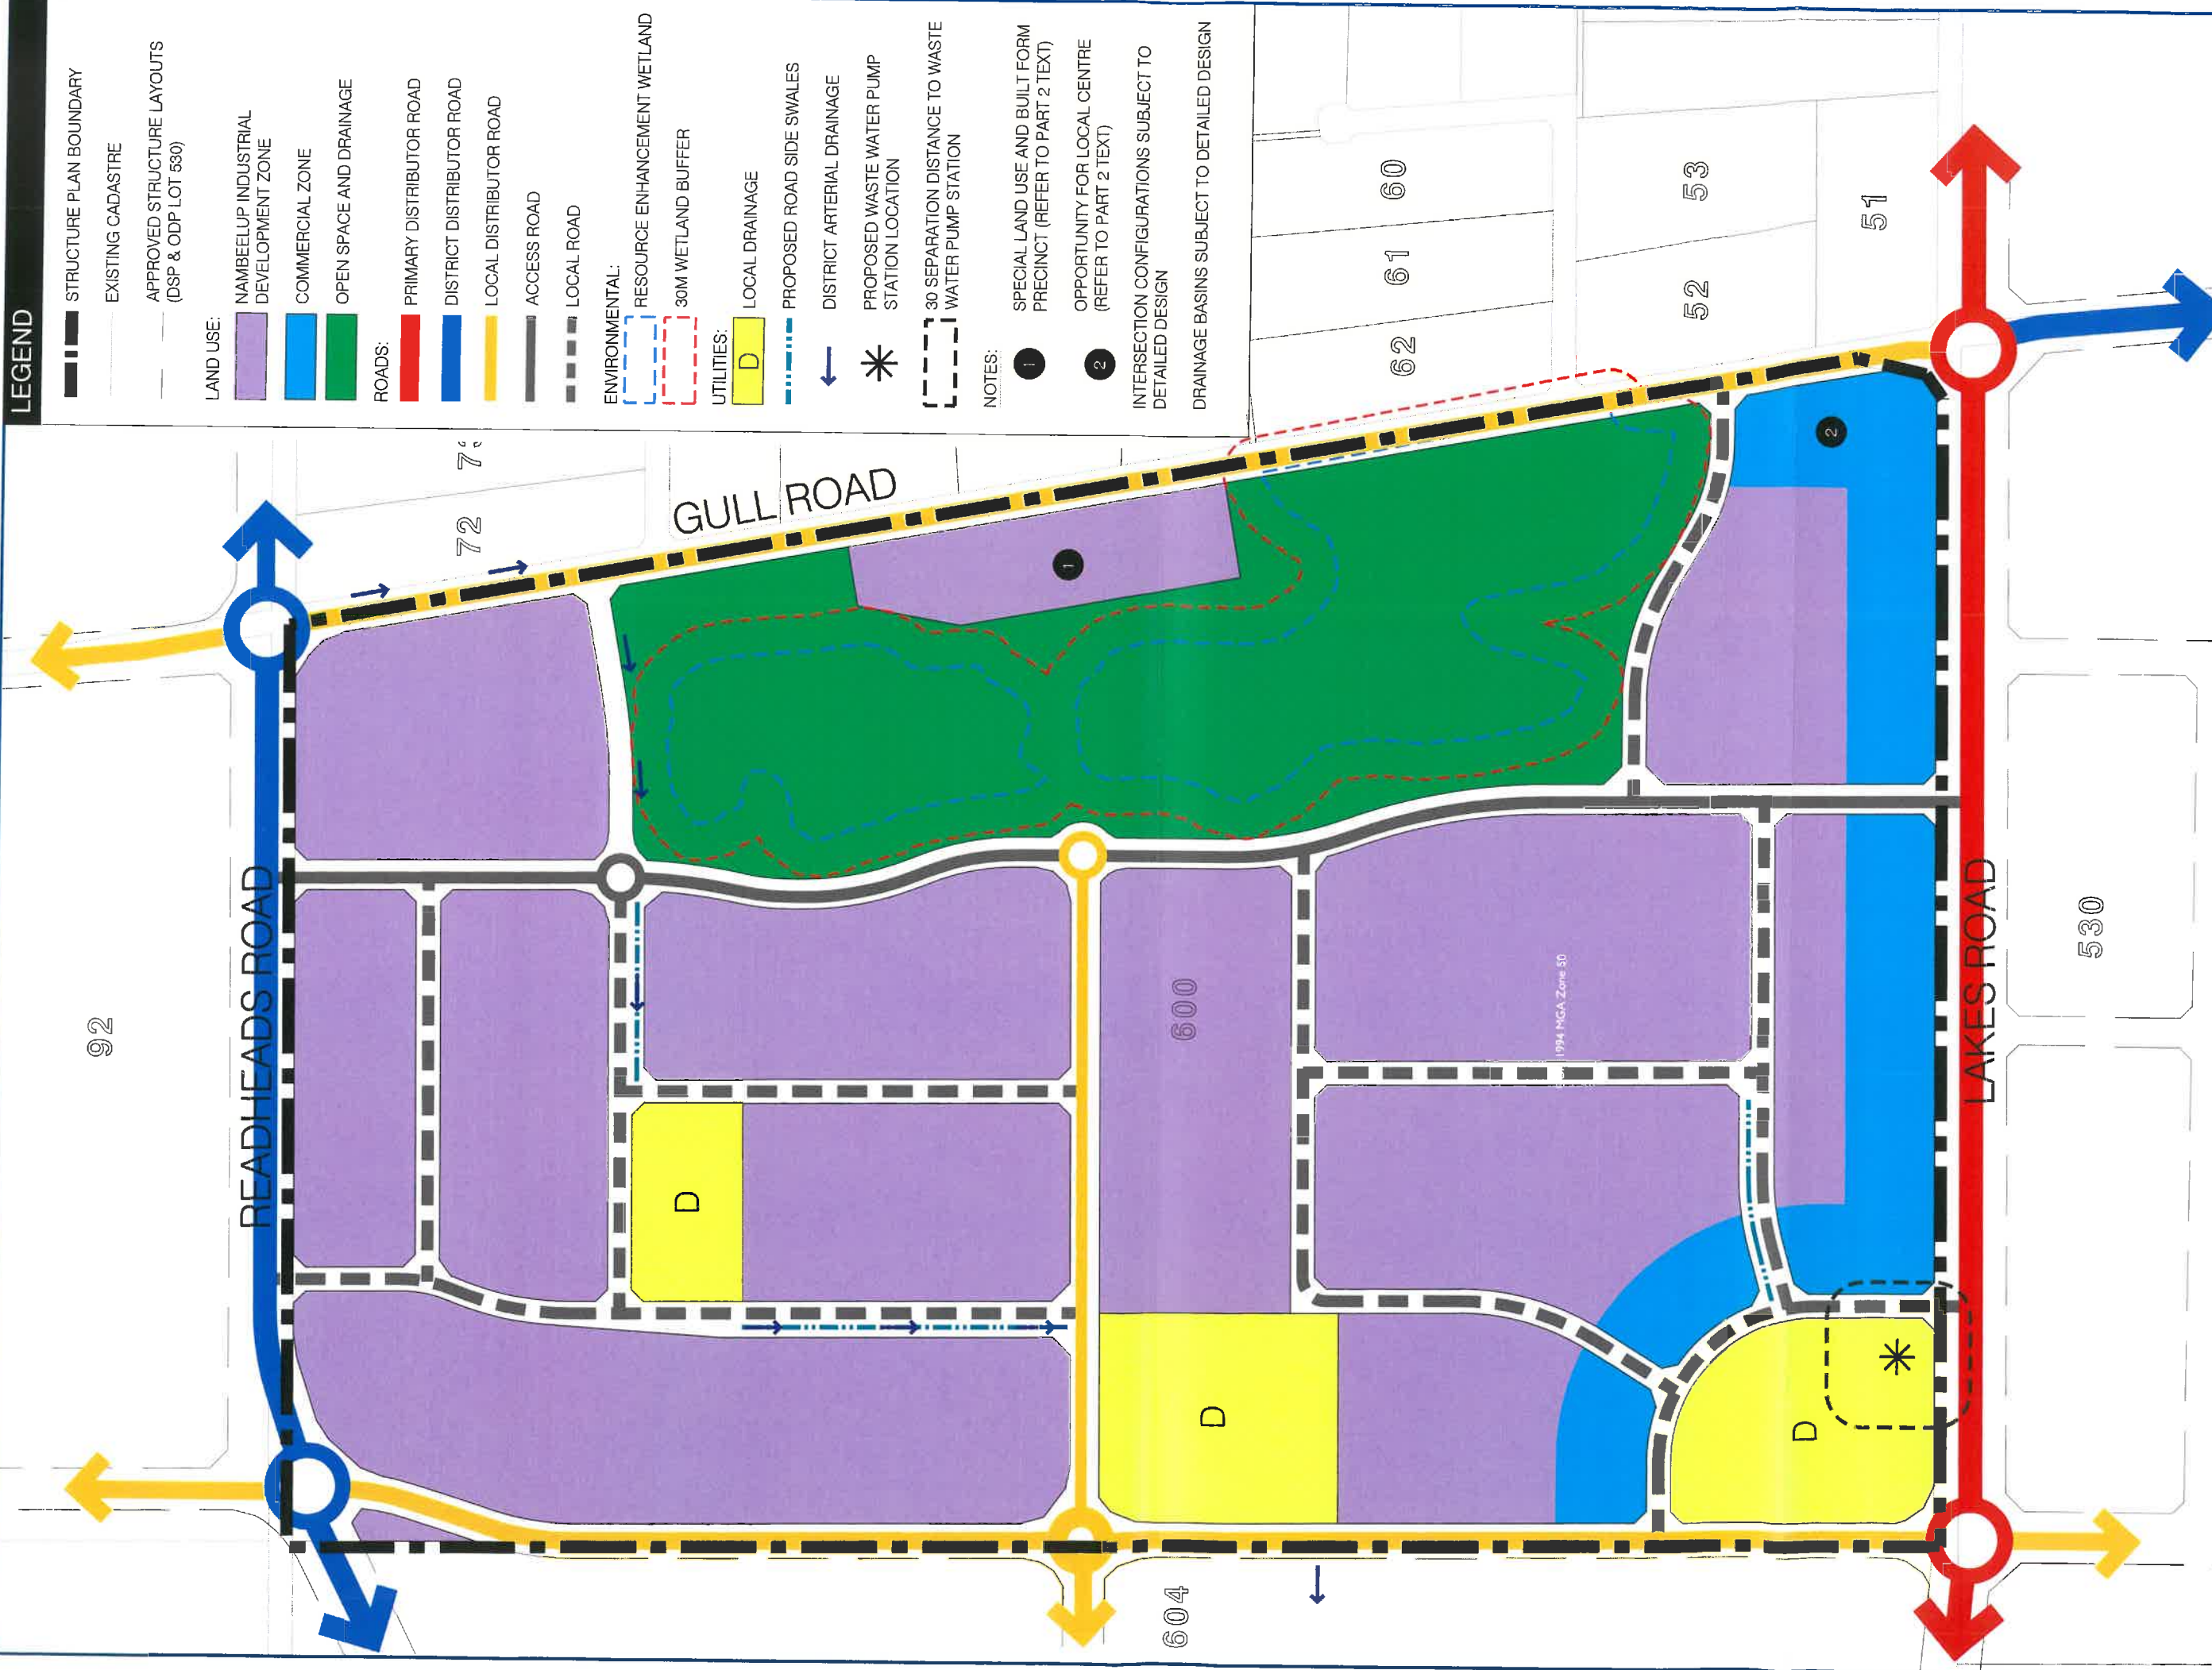 LEGEND
STRUCTURE PLAN BOUNDARY
EXISTING CADASTRE
APPROVED STRUCTURE LAYOUTS
(DSP & ODP LOT 530)
LAND USE:
NAMBEELUP INDUSTRIAL
DEVELOPMENT ZONE
COMMERCIAL ZONE
OPEN SPACE AND DRAINAGE
ROADS:
PRIMARY DISTRIBUTOR ROAD
DISTRICT DISTRIBUTOR ROAD
LOCAL DISTRIBUTOR ROAD
ACCESS ROAD
LOCAL ROAD
ENVIRONMENTAL:
RESOURCE ENHANCEMENT WETLAND
30M WETLAND BUFFER
UTILITIES:
D
LOCAL DRAINAGE
PROPOSED ROAD SIDE SWALES
DISTRICT ARTERIAL DRAINAGE
PROPOSED WASTE WATER PUMP
STATION LOCATION
30 SEPARATION DISTANCE TO WASTE
WATER PUMP STATION
NOTES:
1
SPECIAL LAND USE AND BUILT FORM
PRECINCT (REFER TO PART 2 TEXT)
2
OPPORTUNITY FOR LOCAL CENTRE
(REFER TO PART 2 TEXT)
INTERSECTION CONFIGURATIONS SUBJECT TO
DETAILED DESIGN
DRAINAGE BASINS SUBJECT TO DETAILED DESIGN
92
READHEADS ROAD
72
GULL ROAD
1
62
61
60
52
53
51
2
600
1994 MGA Zone 50
D
D
D
604
LAKES ROAD
530